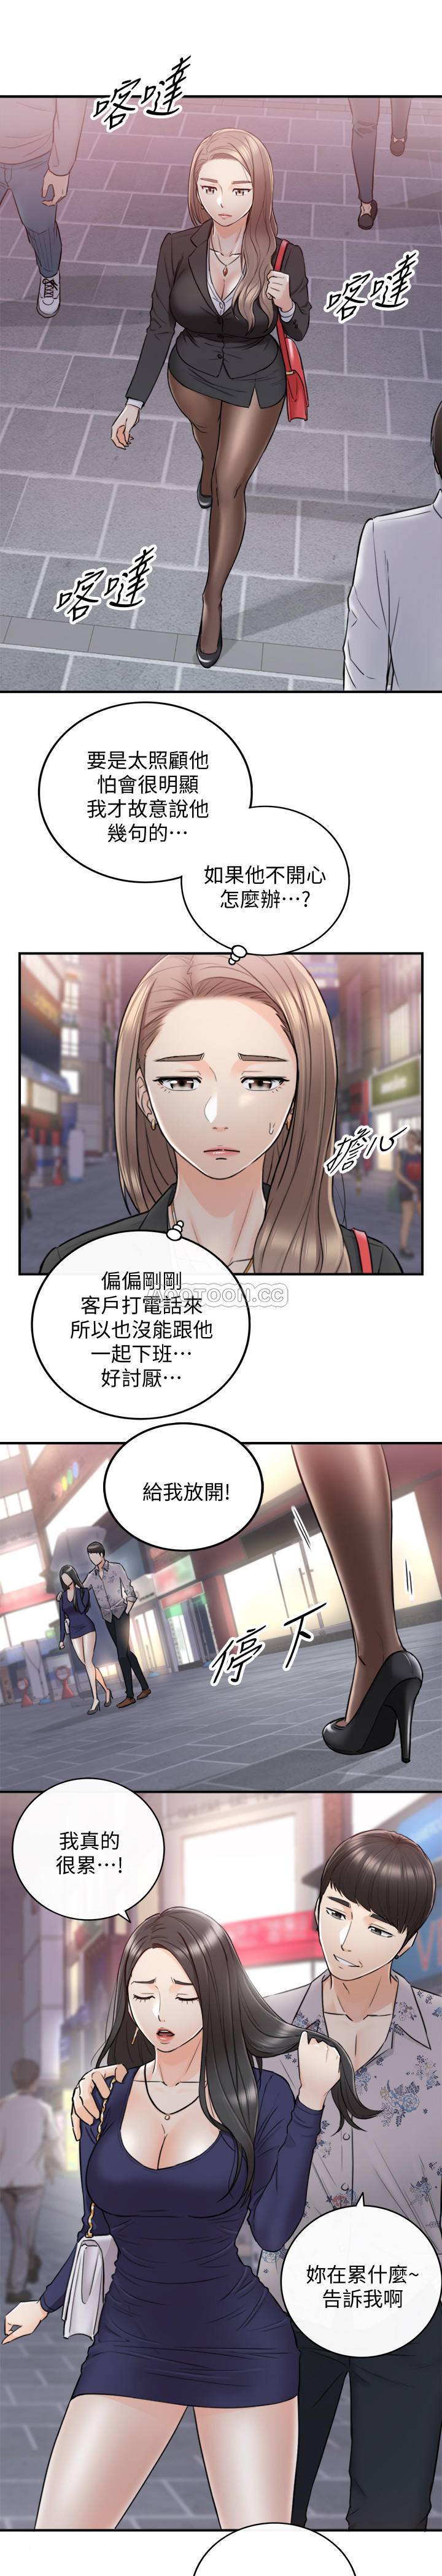 喀噠
喀噠
喀噠
要是太照顧他
怕會很明顯
我才故意說他
幾句的…
如果他不開心
怎麼辦…?
擔心
偏偏剛剛
客戶打電話來
所以也沒能跟他
一起下班…
好討厭…
AQQTOON.CC
給我放開!
停下
我真的
很累…!
妳在累什麼~
告訴我啊